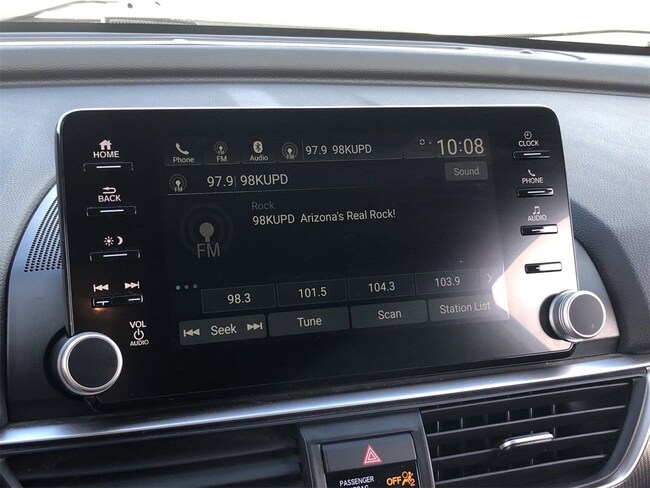 HOME
BACK
VOL
AUDIO
Phone FM Audio 97.9 98KUPD 10:08
97.9 98KUPD Sound
Rock
98KUPD Arizona's Real Rock!
FM
98.3 101.5 104.3 103.9
Seek Tune Scan Station List
CLOCK
PHONE
AUDIO
PASSENGER
OFF 2